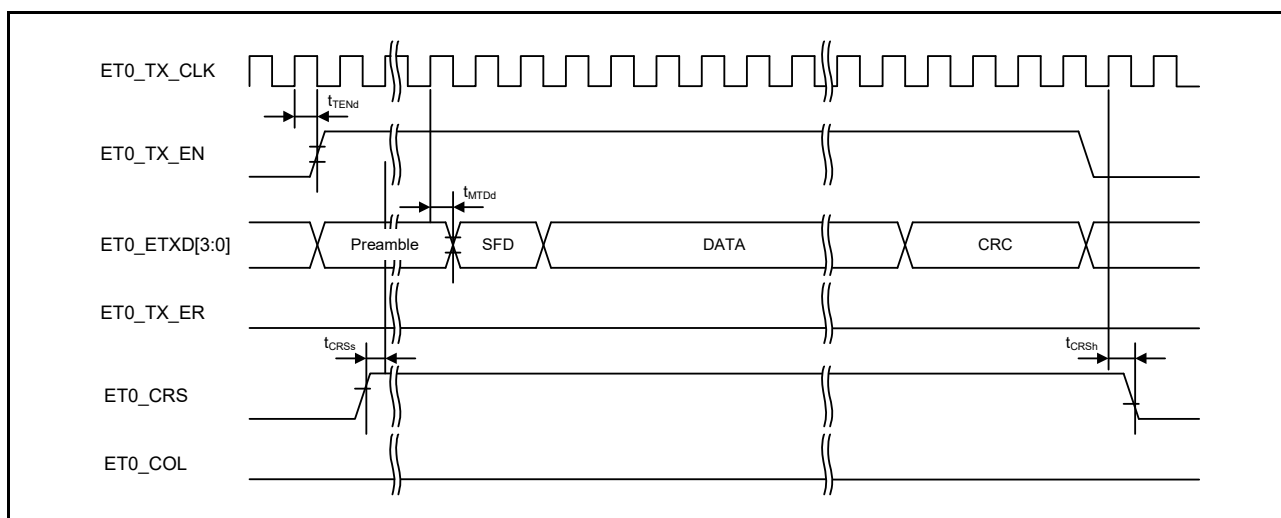 ET0_TX_CLK
tTENd
ET0_TX_EN
tMTDd
ET0_ETXD[3:0]
Preamble
SFD
DATA
CRC
ET0_TX_ER
tCRSs
tCRSh
ET0_CRS
ET0_COL